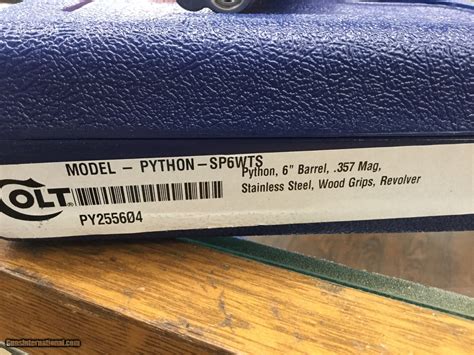 MODEL - PYTHON-SP6WTS
COLT
PY255604
Python, 6" Barrel, .357 Mag,
Stainless Steel, Wood Grips, Revolver
GunsInternational.com